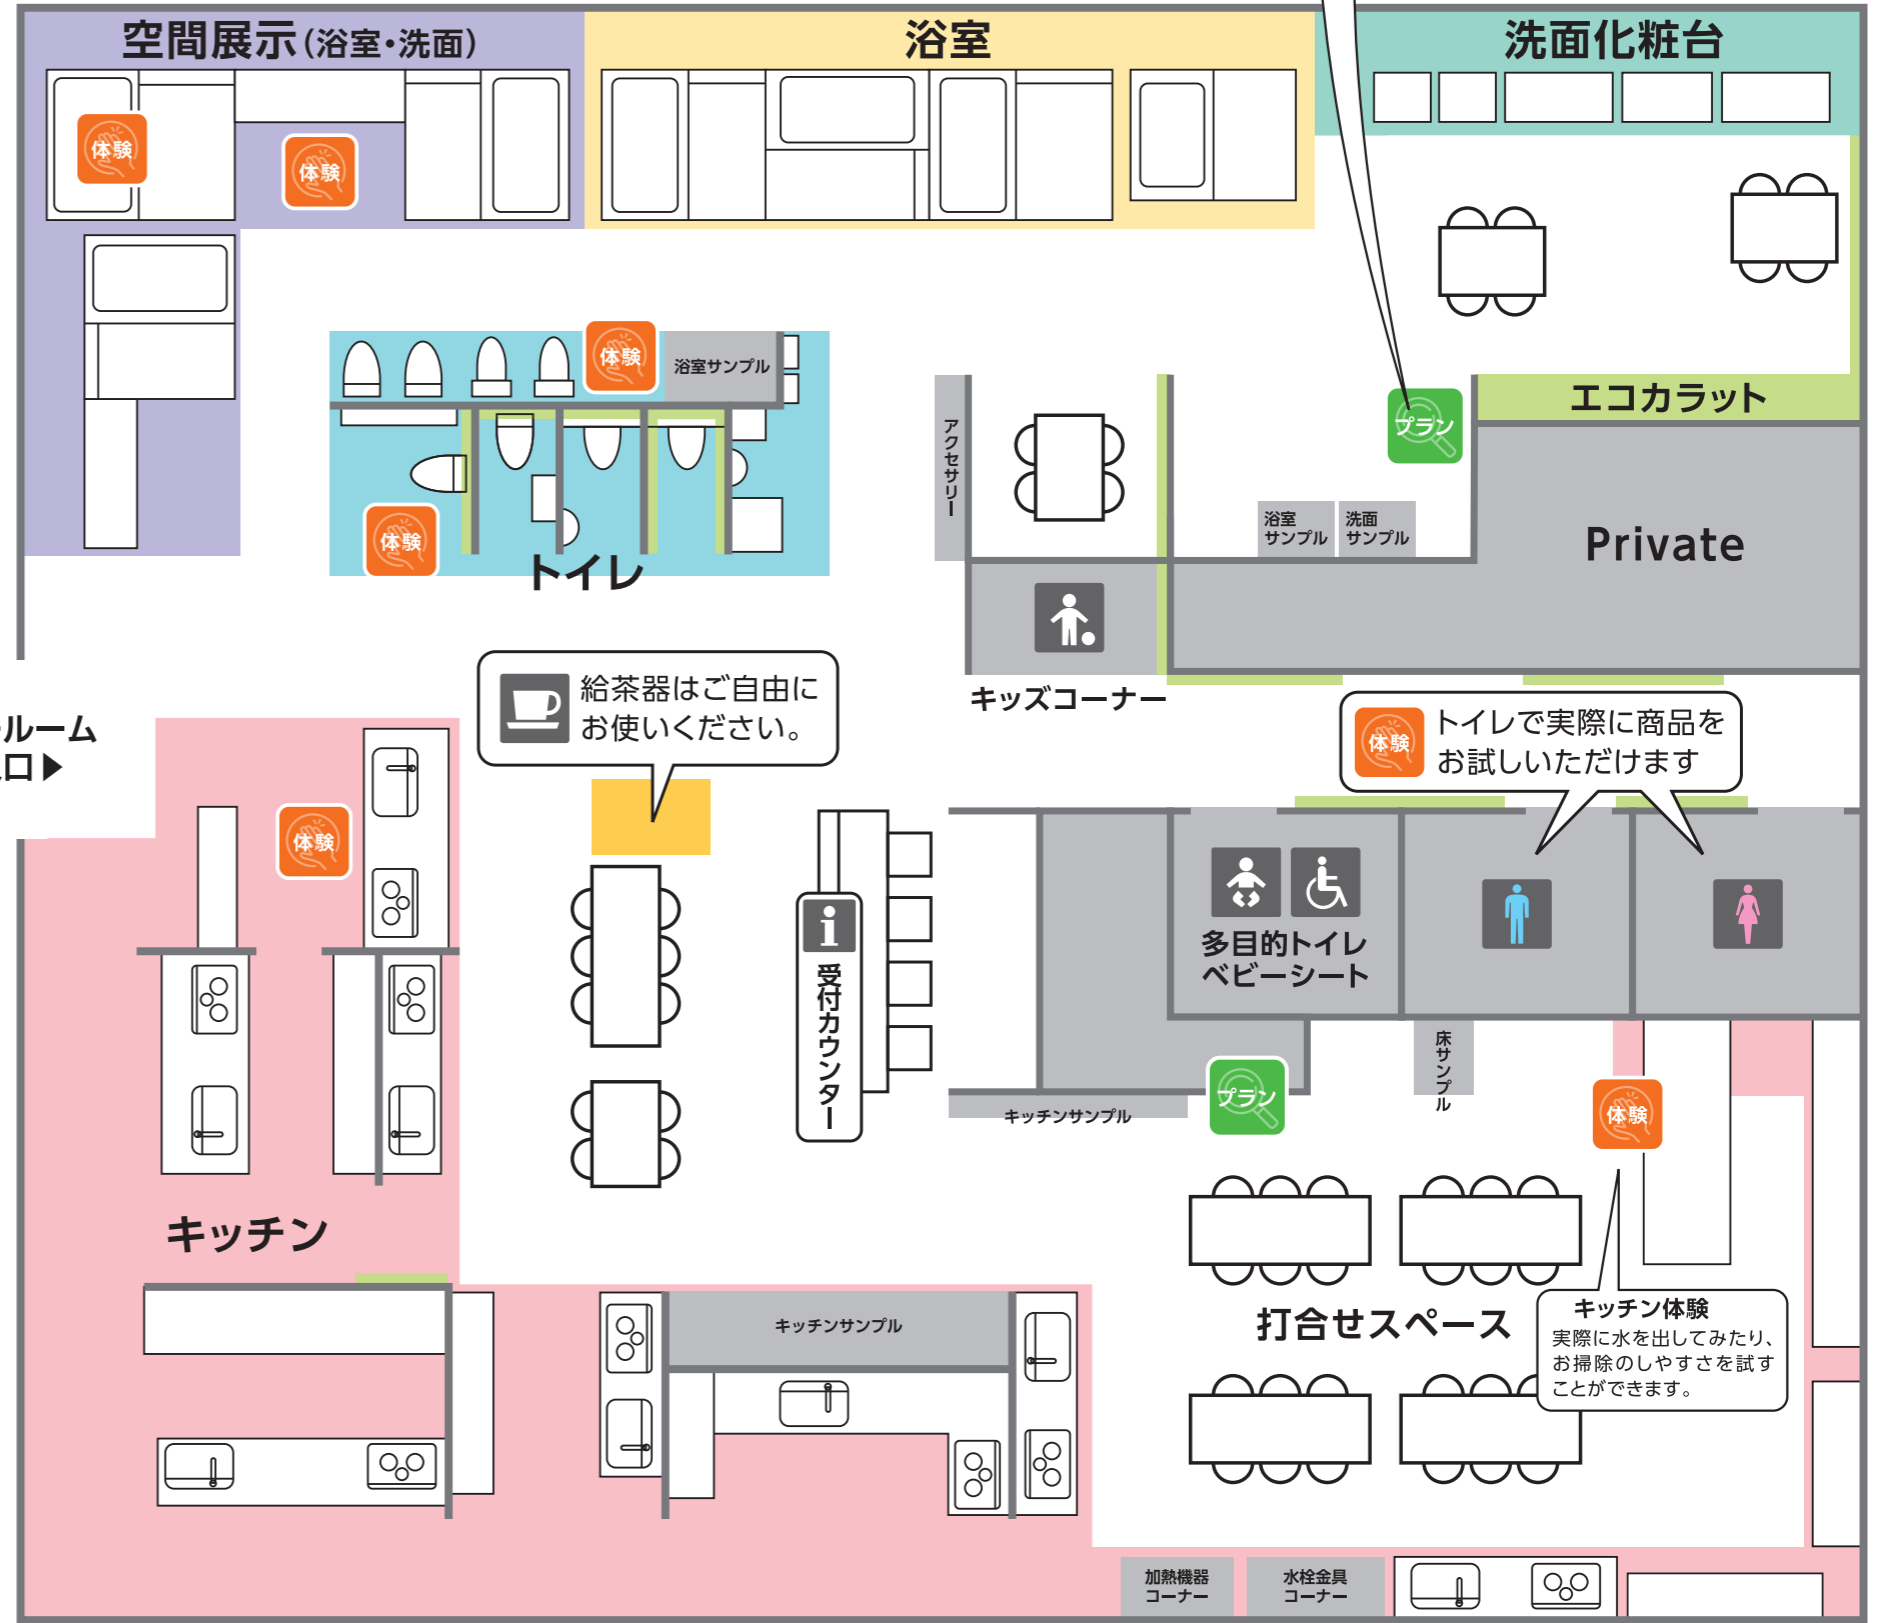 空間展示(浴室・洗面)
浴室
洗面化粧台
体験
体験
体験
浴室サンプル
体験
トイレ
アクセサリー
プラン
エコカラット
浴室
サンプル
洗面
サンプル
Private
キッズコーナー
給茶器はご自由に
お使いください。
体験
トイレで実際に商品を
お試しいただけます
ルーム
口▶
体験
i
受付カウンター
多目的トイレ
ベビーシート
キッチンサンプル
プラン
床サンプル
体験
キッチン
打合せスペース
キッチン体験
実際に水を出してみたり、
お掃除のしやすさを試す
ことができます。
キッチンサンプル
加熱機器
コーナー
水栓金具
コーナー